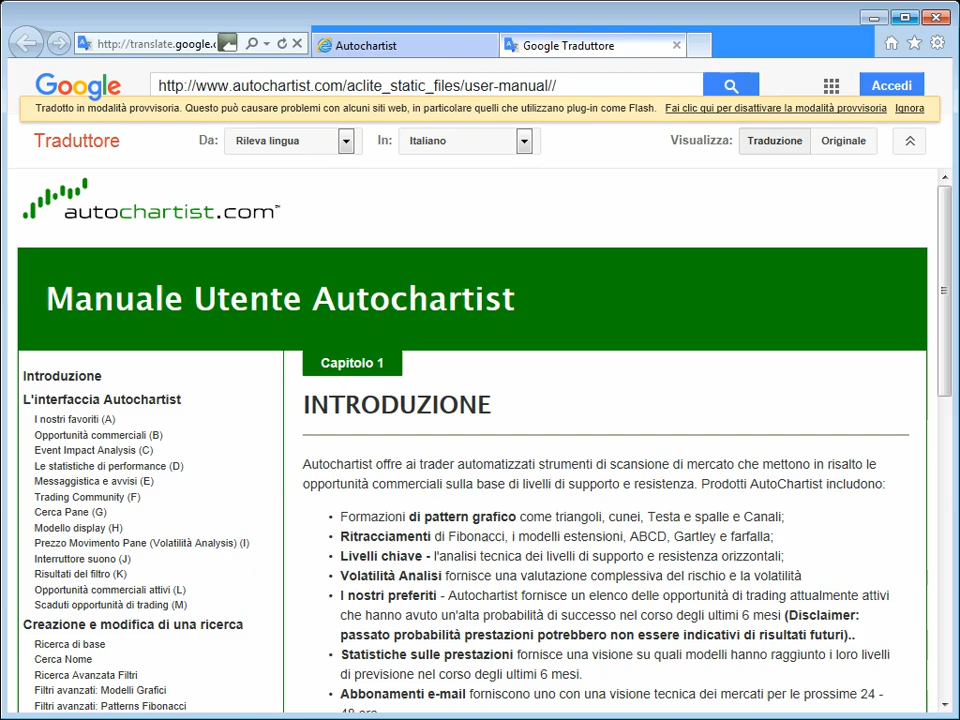 http://translate.google.c
Autochartist
Google Traduttore
Google
http://www.autochartist.com/aclite_static_files/user-manual//
Accedi
Tradotto in modalità provvisoria. Questo può causare problemi con alcuni siti web, in particolare quelli che utilizzano plug-in come Flash. Fai clic qui per disattivare la modalità provvisoria Ignora
Traduttore
Da: Rileva lingua
In: Italiano
Visualizza: Traduzione Originale
autochartist.com™
Manuale Utente Autochartist
Introduzione
L'interfaccia Autochartist
I nostri favoriti (A)
Opportunità commerciali (B)
Event Impact Analysis (C)
Le statistiche di performance (D)
Messaggistica e avvisi (E)
Trading Community (F)
Cerca Pane (G)
Modello display (H)
Prezzo Movimento Pane (Volatilità Analysis) (I)
Interruttore suono (J)
Risultati del filtro (K)
Opportunità commerciali attivi (L)
Scaduti opportunità di trading (M)
Creazione e modifica di una ricerca
Ricerca di base
Cerca Nome
Ricerca Avanzata Filtri
Filtri avanzati: Modelli Grafici
Filtri avanzati: Patterns Fibonacci
Capitolo 1
INTRODUZIONE
Autochartist offre ai trader automatizzati strumenti di scansione di mercato che mettono in risalto le
opportunità commerciali sulla base di livelli di supporto e resistenza. Prodotti AutoChartist includono:
• Formazioni di pattern grafico come triangoli, cunei, Testa e spalle e Canali;
• Ritracciamenti di Fibonacci, i modelli estensioni, ABCD, Gartley e farfalla;
• Livelli chiave - l'analisi tecnica dei livelli di supporto e resistenza orizzontali;
• Volatilità Analisi fornisce una valutazione complessiva del rischio e la volatilità
• I nostri preferiti - Autochartist fornisce un elenco delle opportunità di trading attualmente attivi
che hanno avuto un'alta probabilità di successo nel corso degli ultimi 6 mesi (Disclaimer:
passato probabilità prestazioni potrebbero non essere indicativi di risultati futuri)..
• Statistiche sulle prestazioni fornisce una visione su quali modelli hanno raggiunto i loro livelli
di previsione nel corso degli ultimi 6 mesi.
• Abbonamenti e-mail forniscono uno con una visione tecnica dei mercati per le prossime 24 -
48 ore